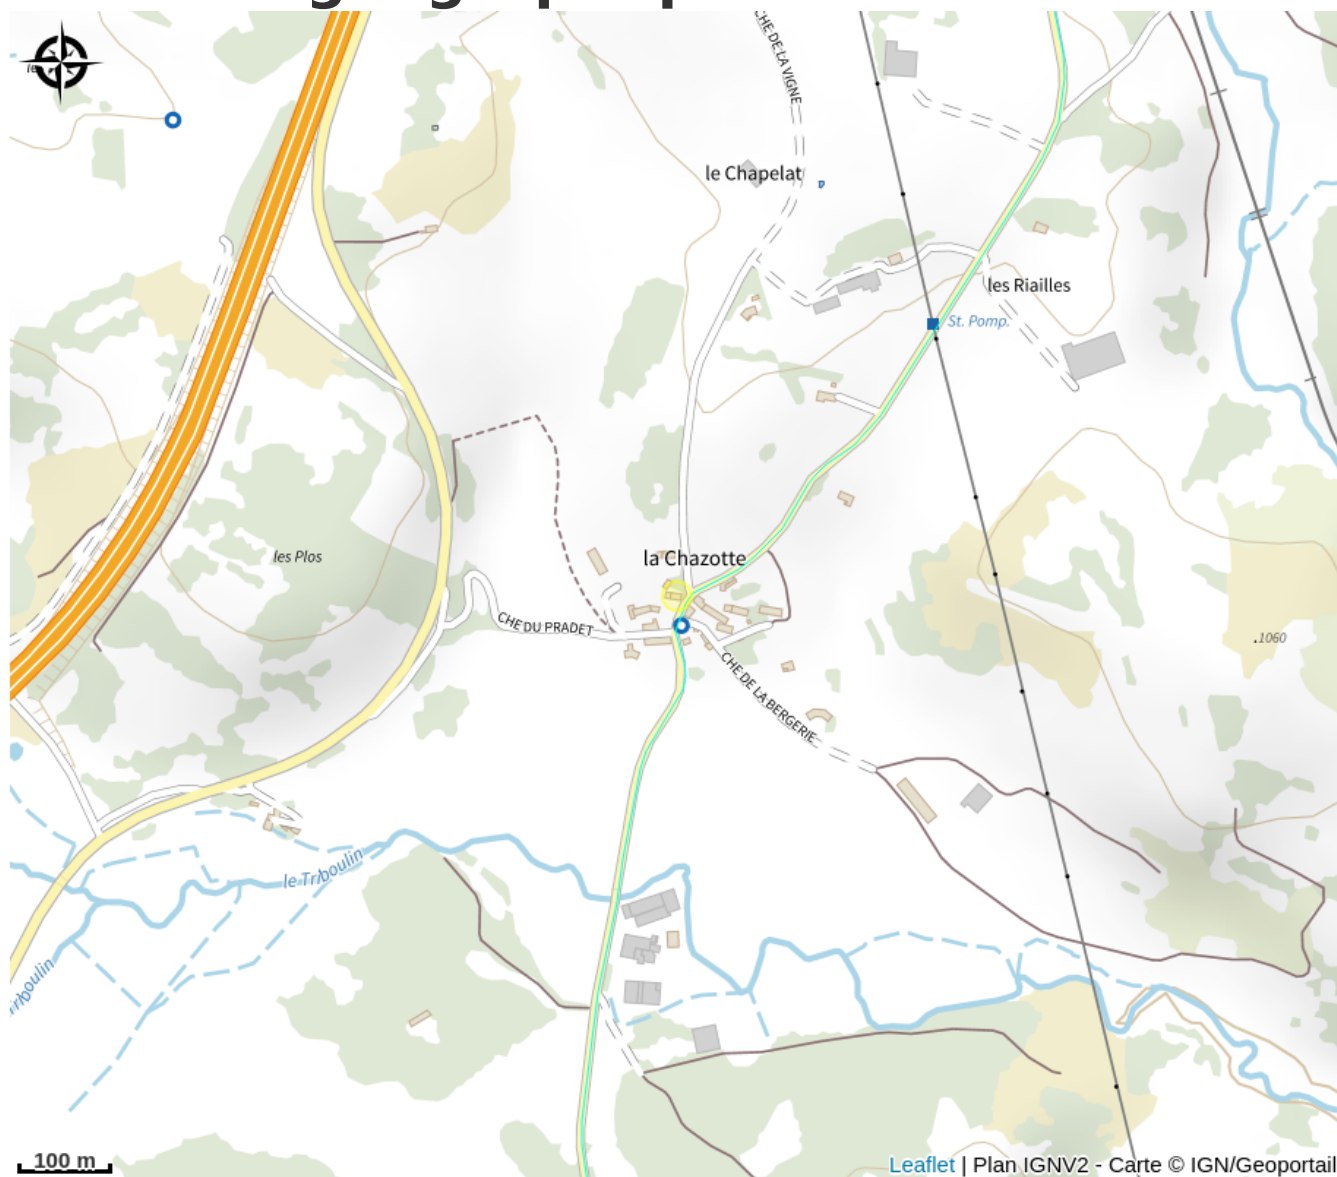 CHE DE LA VIGNE
le Chapelat
les Riailles
St. Pomp.
la Chazotte
les Plos
CHE DU PRADET
.1060
CHE DE LA BERGERIE
le Triboulin
Triboulin
100 m
Leaflet | Plan IGNV2 - Carte © IGN/Geoportail